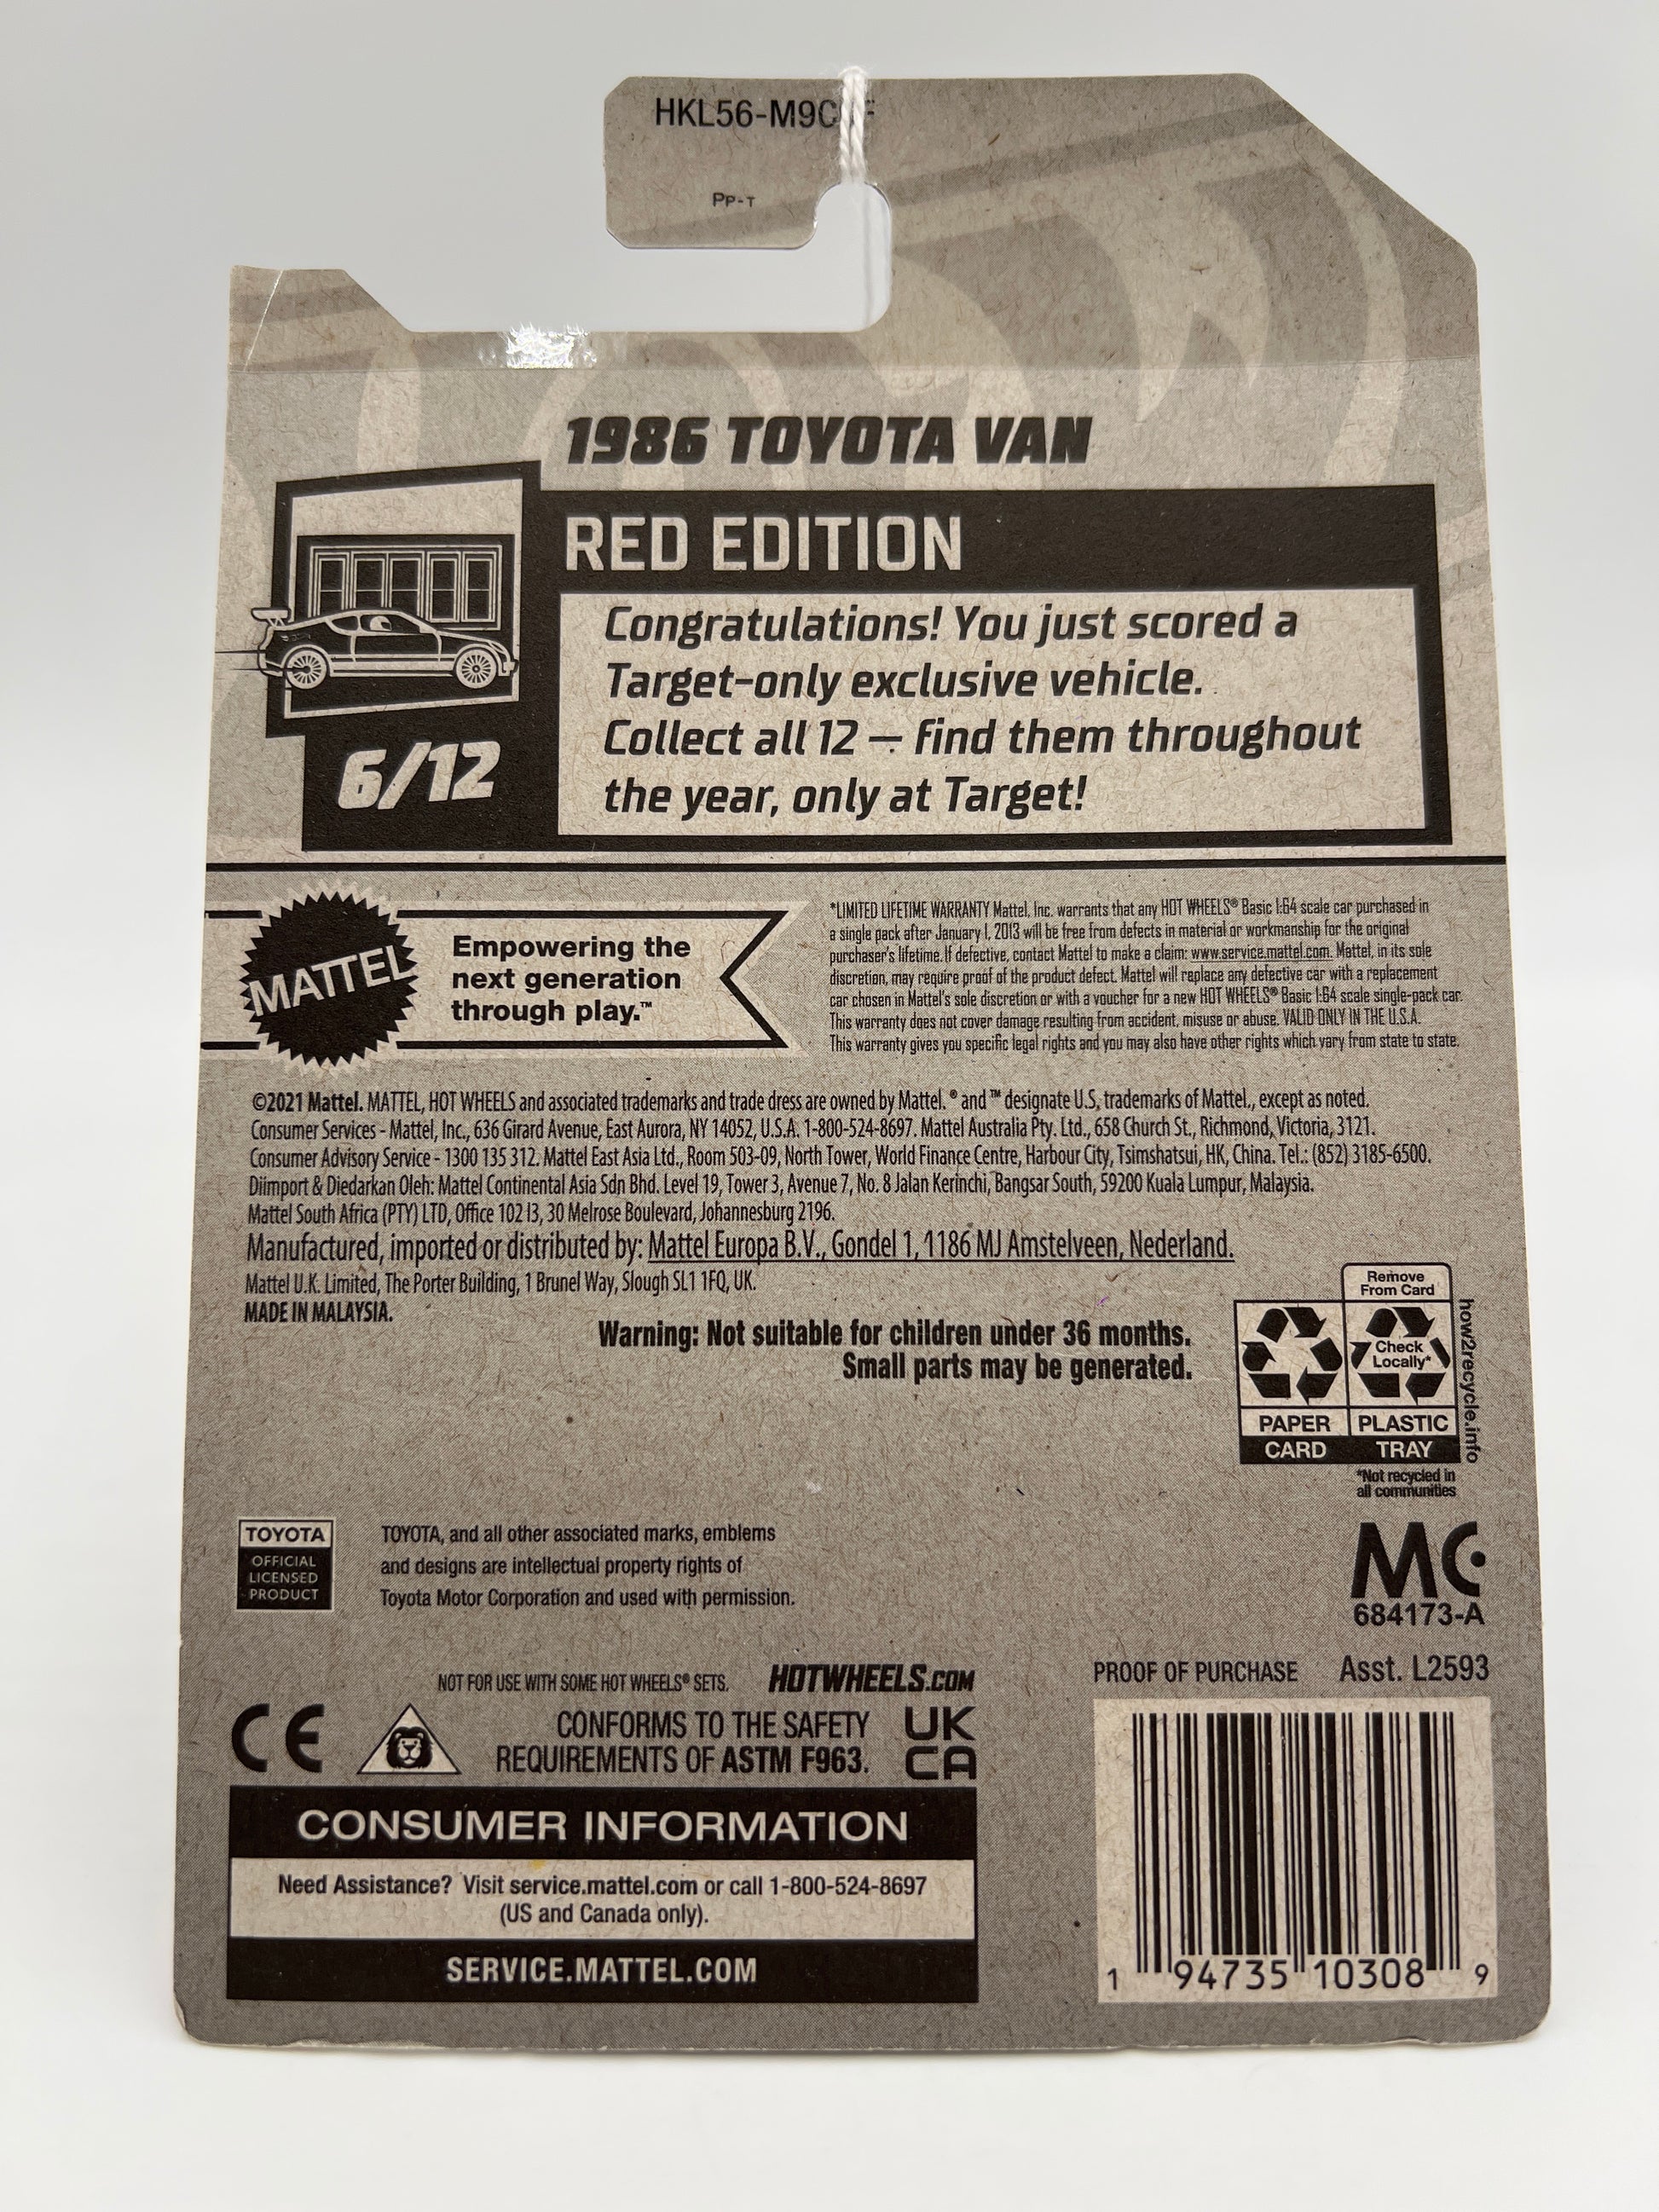 HKL56-M9C
PP-T
1986 TOYOTA VAN
RED EDITION
Congratulations! You just scored a
Target-only exclusive vehicle.
Collect all 12 – find them throughout
the year, only at Target!
6/12
MATTEL
Empowering the
next generation
through play.™
*LIMITED LIFETIME WARRANTY Mattel, Inc. warrants that any HOT WHEELS® Basic 1:64 scale car purchased in
a single pack after January 1, 2013 will be free from defects in material or workmanship for the original
purchaser's lifetime. If defective, contact Mattel to make a claim: www.service.mattel.com. Mattel, in its sole
discretion, may require proof of the product defect. Mattel will replace any defective car with a replacement
car chosen in Mattel's sole discretion or with a voucher for a new HOT WHEELS® Basic 1:64 scale single-pack car.
This warranty does not cover damage resulting from accident, misuse or abuse. VALID ONLY IN THE U.S.A.
This warranty gives you specific legal rights and you may also have other rights which vary from state to state.
©2021 Mattel. MATTEL, HOT WHEELS and associated trademarks and trade dress are owned by Mattel. ® and ™ designate U.S. trademarks of Mattel., except as noted.
Consumer Services - Mattel, Inc., 636 Girard Avenue, East Aurora, NY 14052, U.S.A. 1-800-524-8697. Mattel Australia Pty. Ltd., 658 Church St., Richmond, Victoria, 3121.
Consumer Advisory Service - 1300 135 312. Mattel East Asia Ltd., Room 503-09, North Tower, World Finance Centre, Harbour City, Tsimshatsui, HK, China. Tel.: (852) 3185-6500.
Diimport & Diedarkan Oleh: Mattel Continental Asia Sdn Bhd. Level 19, Tower 3, Avenue 7, No. 8 Jalan Kerinchi, Bangsar South, 59200 Kuala Lumpur, Malaysia.
Mattel South Africa (PTY) LTD, Office 102 I3, 30 Melrose Boulevard, Johannesburg 2196.
Manufactured, imported or distributed by: Mattel Europa B.V., Gondel 1, 1186 MJ Amstelveen, Nederland.
Mattel U.K. Limited, The Porter Building, 1 Brunel Way, Slough SL1 1FQ, UK.
MADE IN MALAYSIA.
Warning: Not suitable for children under 36 months.
Small parts may be generated.
Remove
From Card
Check
Locally*
PAPER
CARD
PLASTIC
TRAY
how2recycle.info
*Not recycled in
all communities
TOYOTA
OFFICIAL
LICENSED
PRODUCT
TOYOTA, and all other associated marks, emblems
and designs are intellectual property rights of
Toyota Motor Corporation and used with permission.
MC
684173-A
NOT FOR USE WITH SOME HOT WHEELS® SETS. HOTWHEELS.COM
PROOF OF PURCHASE Asst. L2593
CE
CONFORMS TO THE SAFETY
REQUIREMENTS OF ASTM F963.
UK
CA
CONSUMER INFORMATION
Need Assistance? Visit service.mattel.com or call 1-800-524-8697
(US and Canada only).
SERVICE.MATTEL.COM
1 94735 10308 9